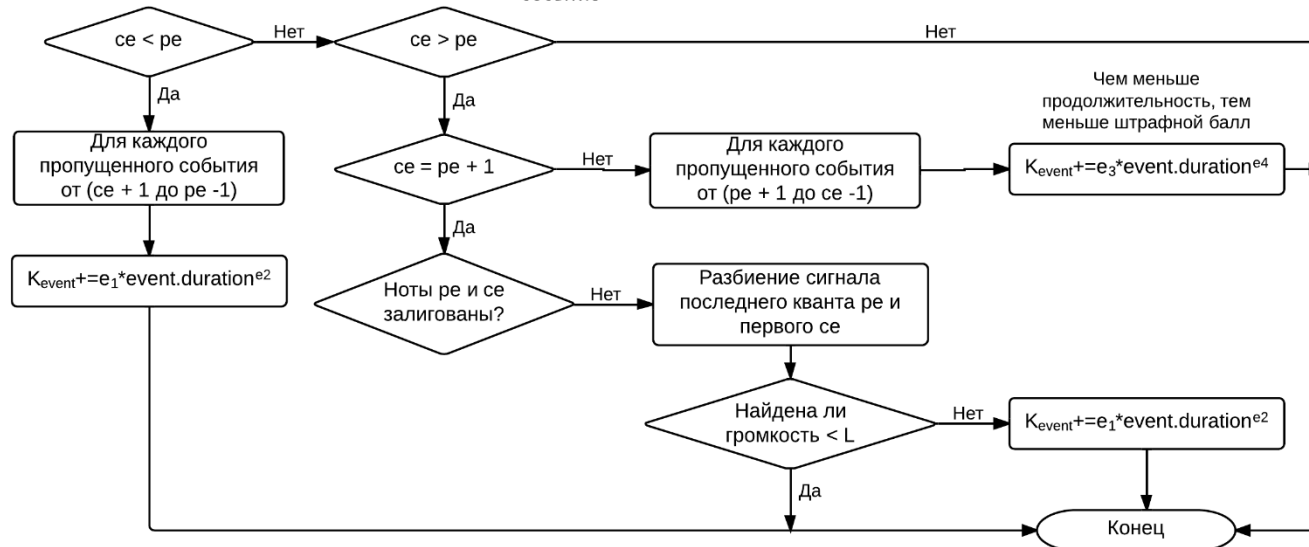 ce < pe
Нет
ce > pe
Нет
Да
Да
Чем меньше
продолжительность, тем
меньше штрафной балл
Для каждого
пропущенного события
от (ce + 1 до pe -1)
ce = pe + 1
Нет
Для каждого
пропущенного события
от (pe + 1 до ce -1)
Kevent+=e3*event.duratione4
Да
Kevent+=e1*event.duratione2
Ноты pe и ce
залигованы?
Нет
Разбиение сигнала
последнего кванта pe и
первого ce
Найдена ли
громкость < L
Нет
Kevent+=e1*event.duratione2
Да
Конец